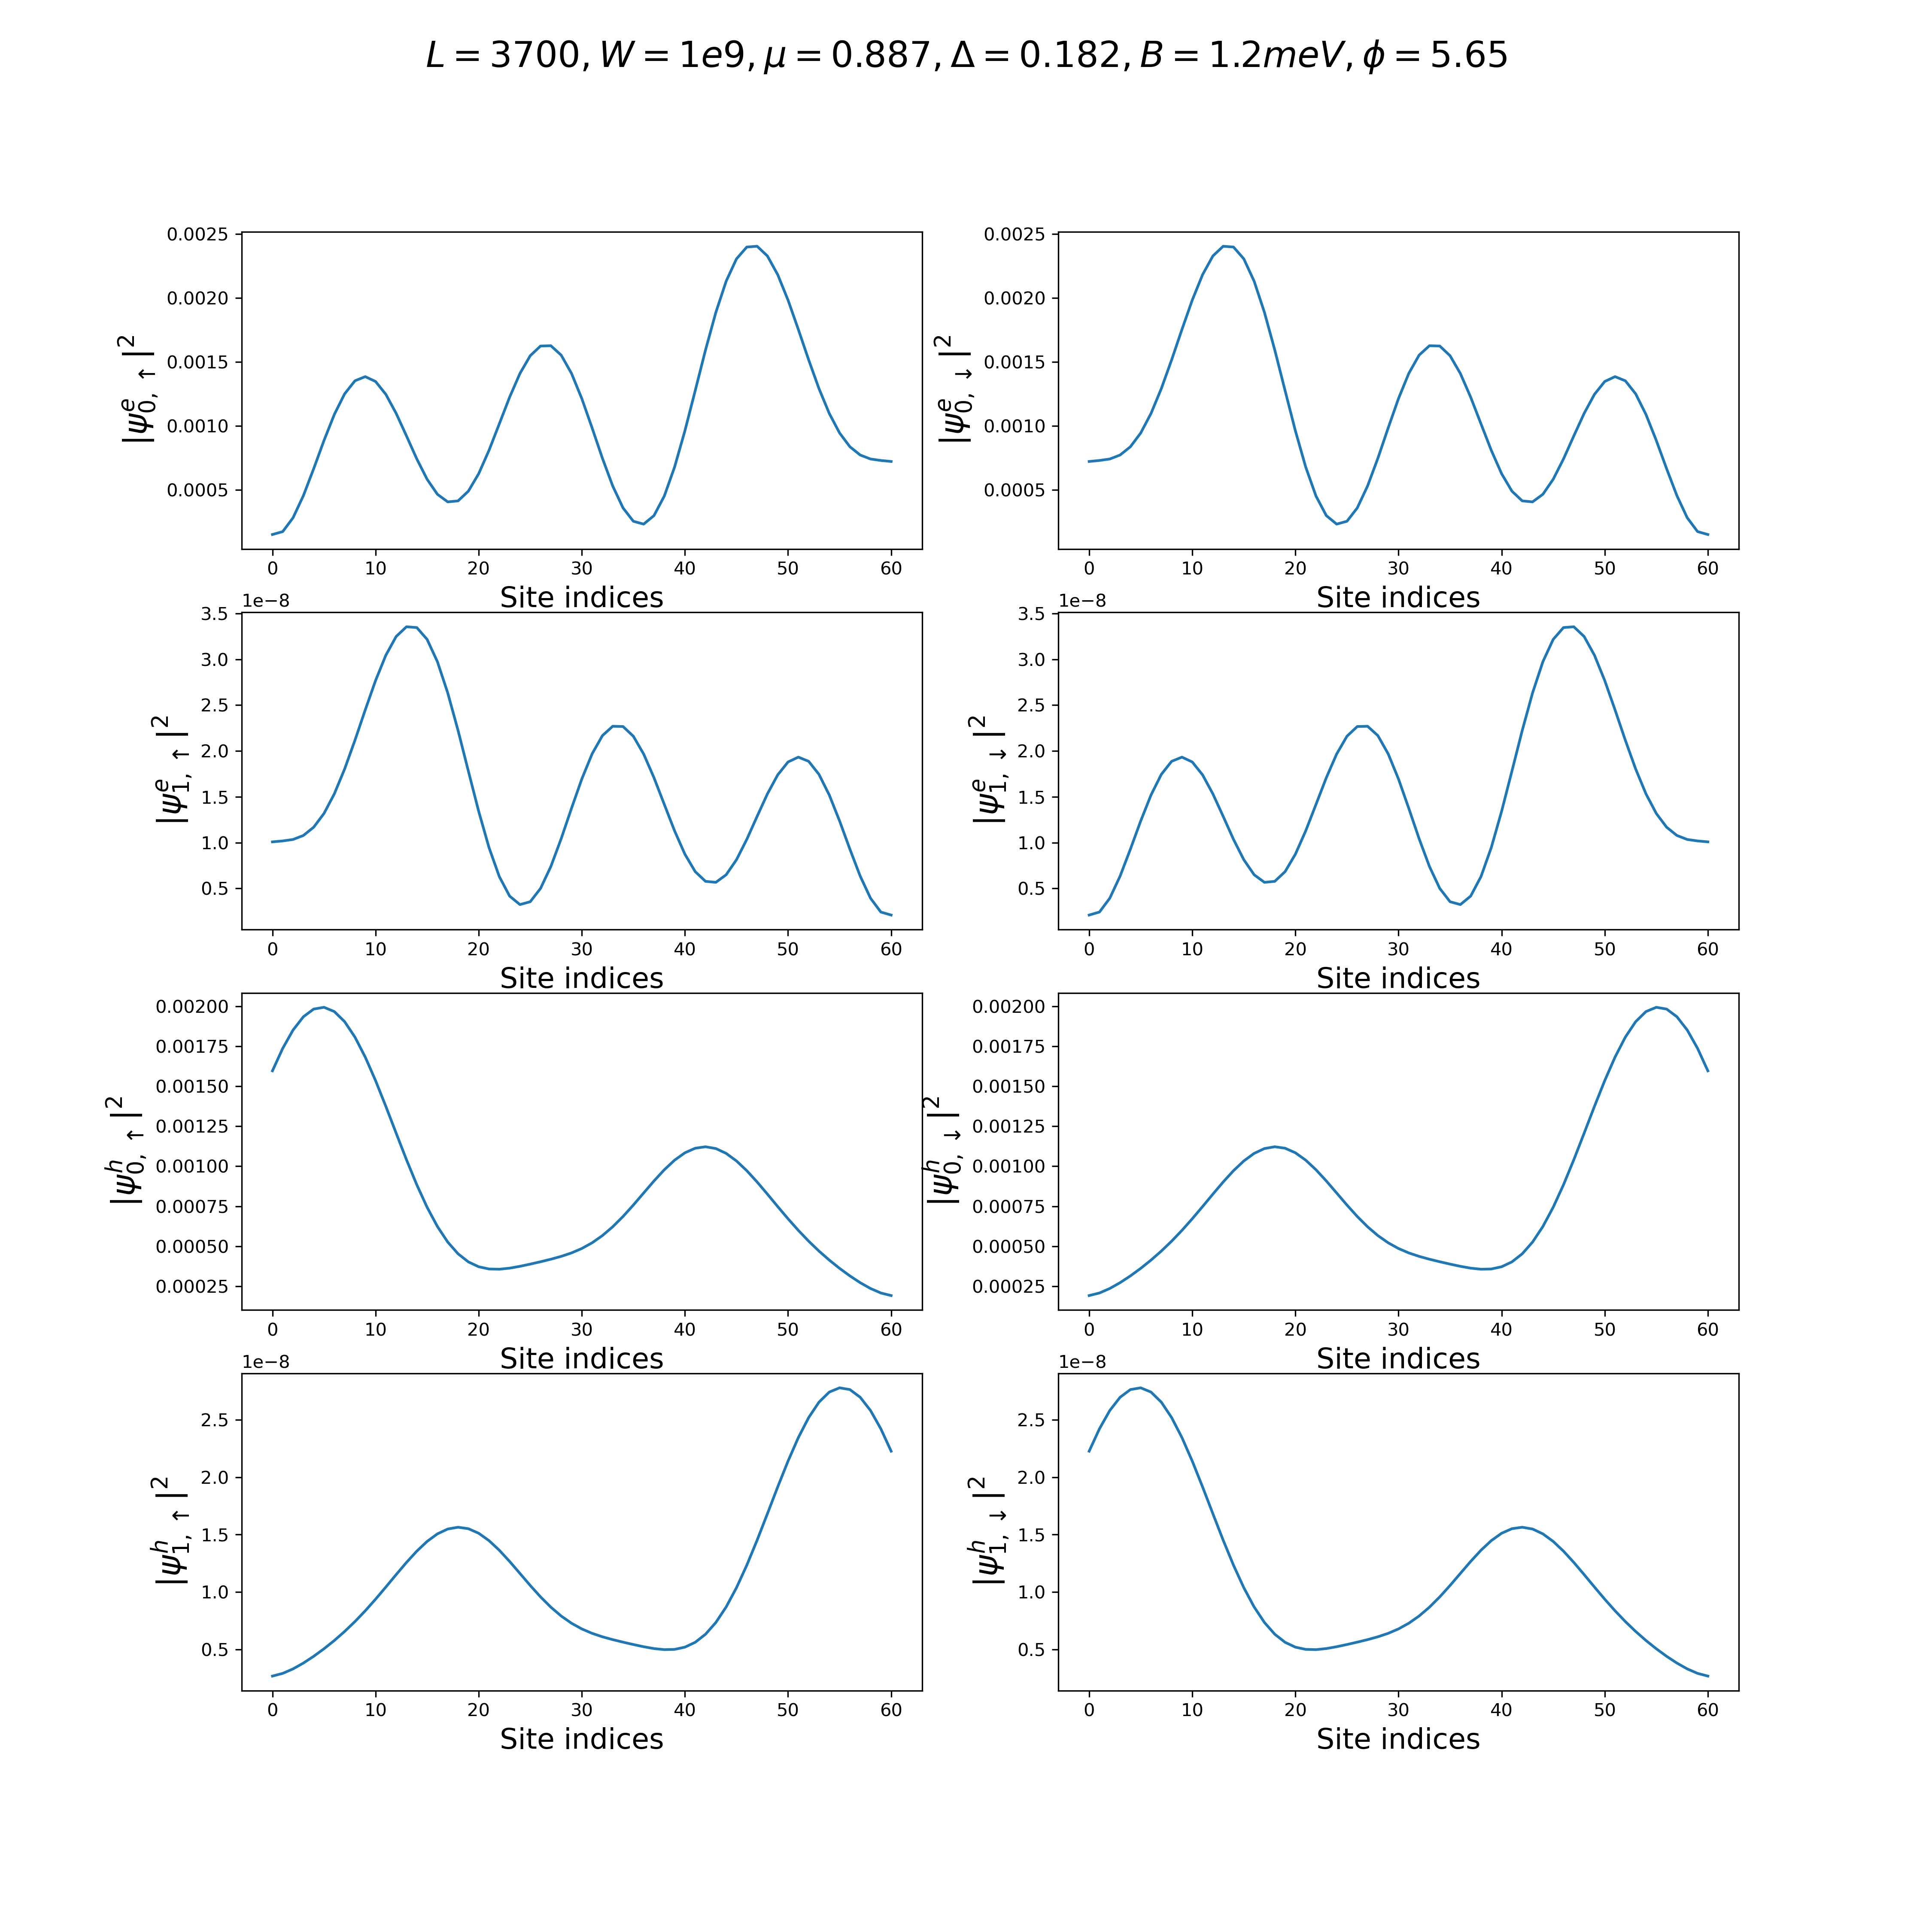 L = 3700, W = 1e9, μ = 0.887, Δ = 0.182, B = 1.2meV, ϕ = 5.65
|ψ^e_{0, ↑}|^2
0.0025
0.0020
0.0015
0.0010
0.0005
0 10 20 30 40 50 60
Site indices
|ψ^e_{0, ↓}|^2
0.0025
0.0020
0.0015
0.0010
0.0005
0 10 20 30 40 50 60
Site indices
1e−8
|ψ^e_{1, ↑}|^2
3.5
3.0
2.5
2.0
1.5
1.0
0.5
0 10 20 30 40 50 60
Site indices
1e−8
|ψ^e_{1, ↓}|^2
3.5
3.0
2.5
2.0
1.5
1.0
0.5
0 10 20 30 40 50 60
Site indices
|ψ^h_{0, ↑}|^2
0.00200
0.00175
0.00150
0.00125
0.00100
0.00075
0.00050
0.00025
0 10 20 30 40 50 60
Site indices
|ψ^h_{0, ↓}|^2
0.00200
0.00175
0.00150
0.00125
0.00100
0.00075
0.00050
0.00025
0 10 20 30 40 50 60
Site indices
1e−8
|ψ^h_{1, ↑}|^2
2.5
2.0
1.5
1.0
0.5
0 10 20 30 40 50 60
Site indices
1e−8
|ψ^h_{1, ↓}|^2
2.5
2.0
1.5
1.0
0.5
0 10 20 30 40 50 60
Site indices